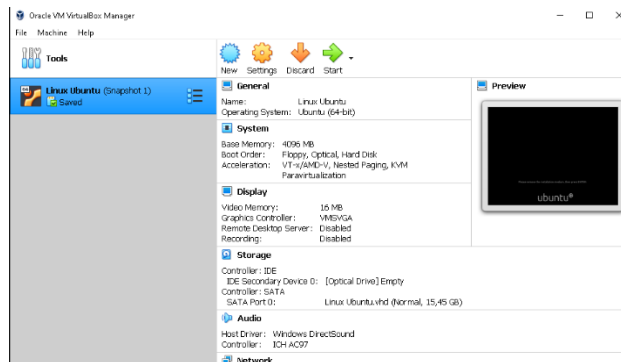 Oracle VM VirtualBox Manager
File Machine Help
Tools
New Settings Discard Start
Linux Ubuntu (Snapshot 1)
Saved
General
Name: Linux Ubuntu
Operating System: Ubuntu (64-bit)
System
Base Memory: 4096 MB
Boot Order: Floppy, Optical, Hard Disk
Acceleration: VT-x/AMD-V, Nested Paging, KVM
Paravirtualization
Display
Video Memory: 16 MB
Graphics Controller: VMSVGA
Remote Desktop Server: Disabled
Recording: Disabled
Storage
Controller: IDE
IDE Secondary Device 0: [Optical Drive] Empty
Controller: SATA
SATA Port 0: Linux Ubuntu.vhd (Normal, 15,45 GB)
Audio
Host Driver: Windows DirectSound
Controller: ICH AC97
Network
Preview
ubuntu®